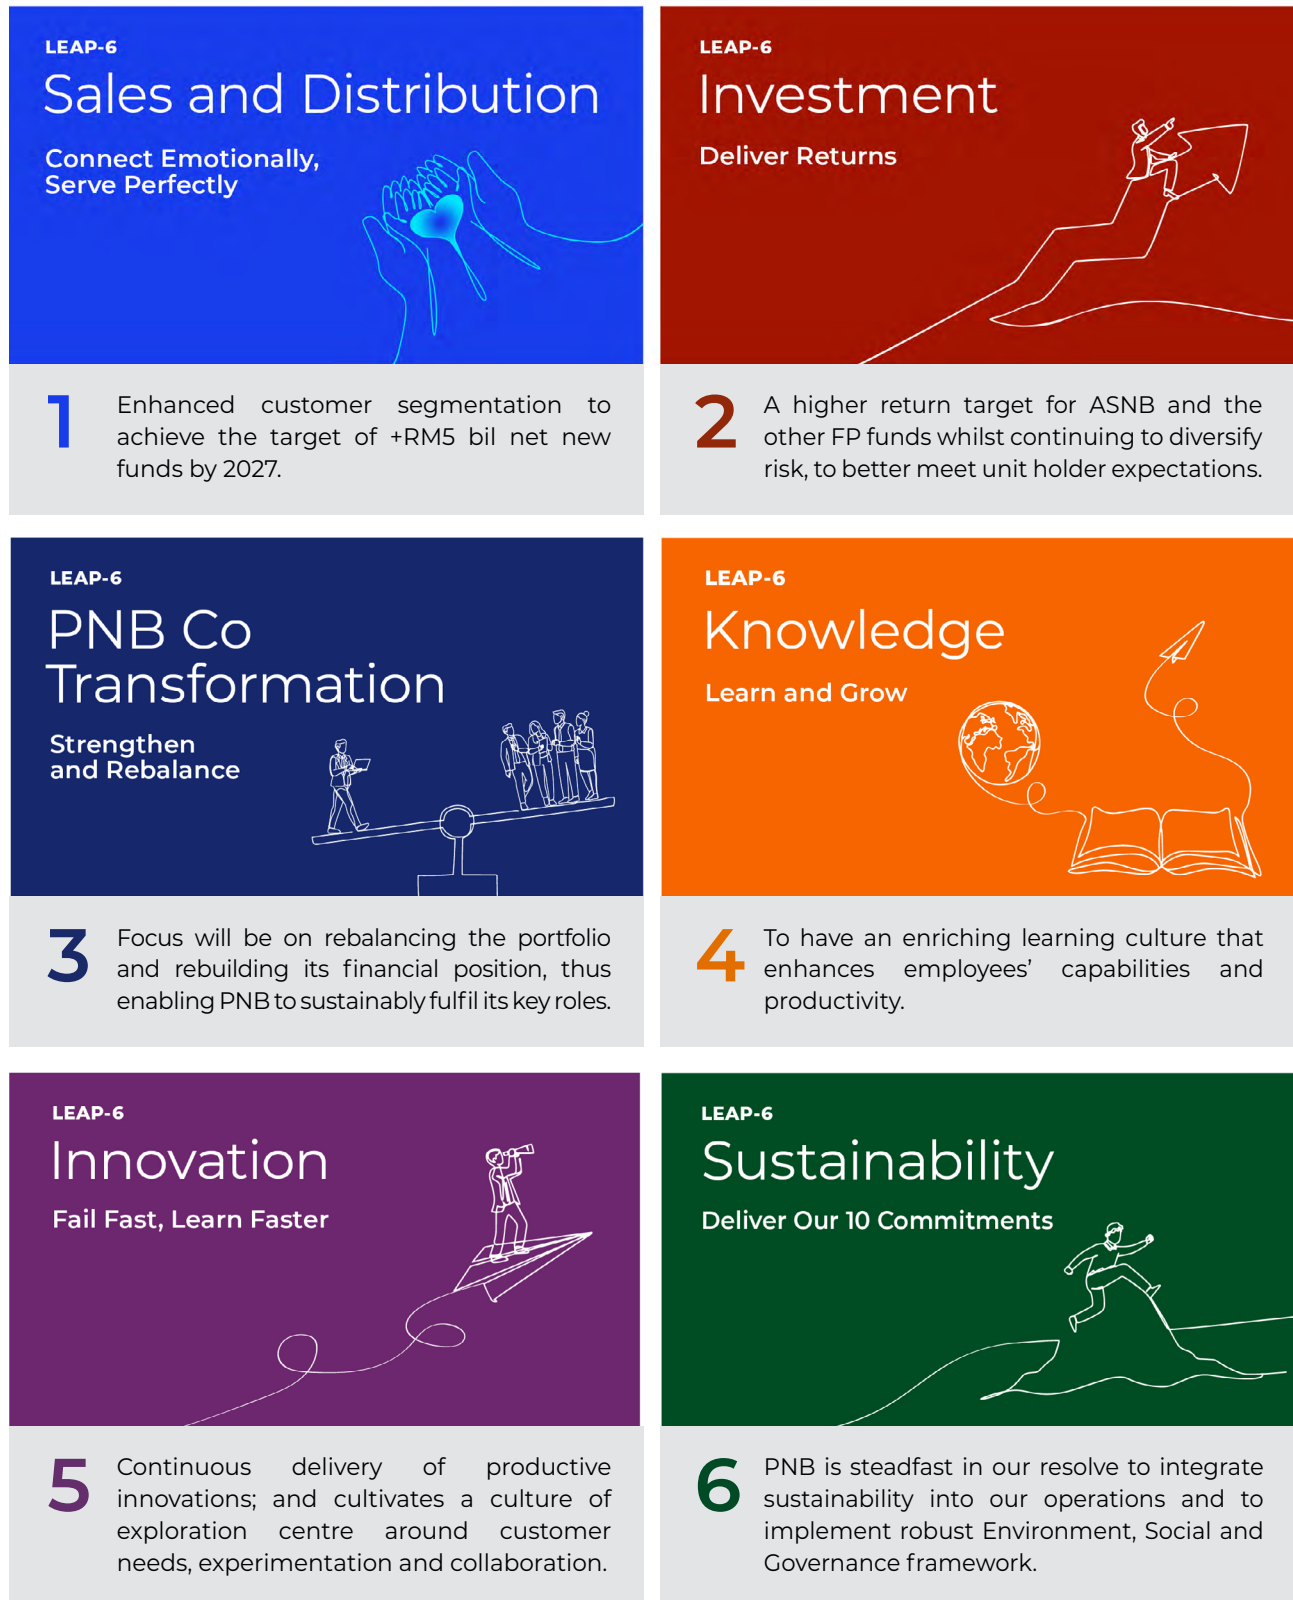 LEAP-6
Sales and Distribution
Connect Emotionally,
Serve Perfectly
1
Enhanced customer segmentation to
achieve the target of +RM5 bil net new
funds by 2027.
LEAP-6
Investment
Deliver Returns
2
A higher return target for ASNB and the
other FP funds whilst continuing to diversify
risk, to better meet unit holder expectations.
LEAP-6
PNB Co
Transformation
Strengthen
and Rebalance
3
Focus will be on rebalancing the portfolio
and rebuilding its financial position, thus
enabling PNB to sustainably fulfil its key roles.
LEAP-6
Knowledge
Learn and Grow
4
To have an enriching learning culture that
enhances employees’ capabilities and
productivity.
LEAP-6
Innovation
Fail Fast, Learn Faster
5
Continuous delivery of productive
innovations; and cultivates a culture of
exploration centre around customer
needs, experimentation and collaboration.
LEAP-6
Sustainability
Deliver Our 10 Commitments
6
PNB is steadfast in our resolve to integrate
sustainability into our operations and to
implement robust Environment, Social and
Governance framework.